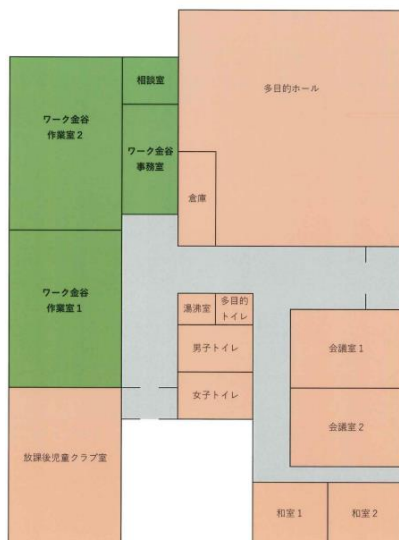 相談室
多目的ホール
ワーク金谷
作業室2
ワーク金谷
事務室
倉庫
ワーク金谷
作業室1
湯沸室
多目的
トイレ
男子トイレ
会議室1
女子トイレ
会議室2
放課後児童クラブ室
和室1
和室2